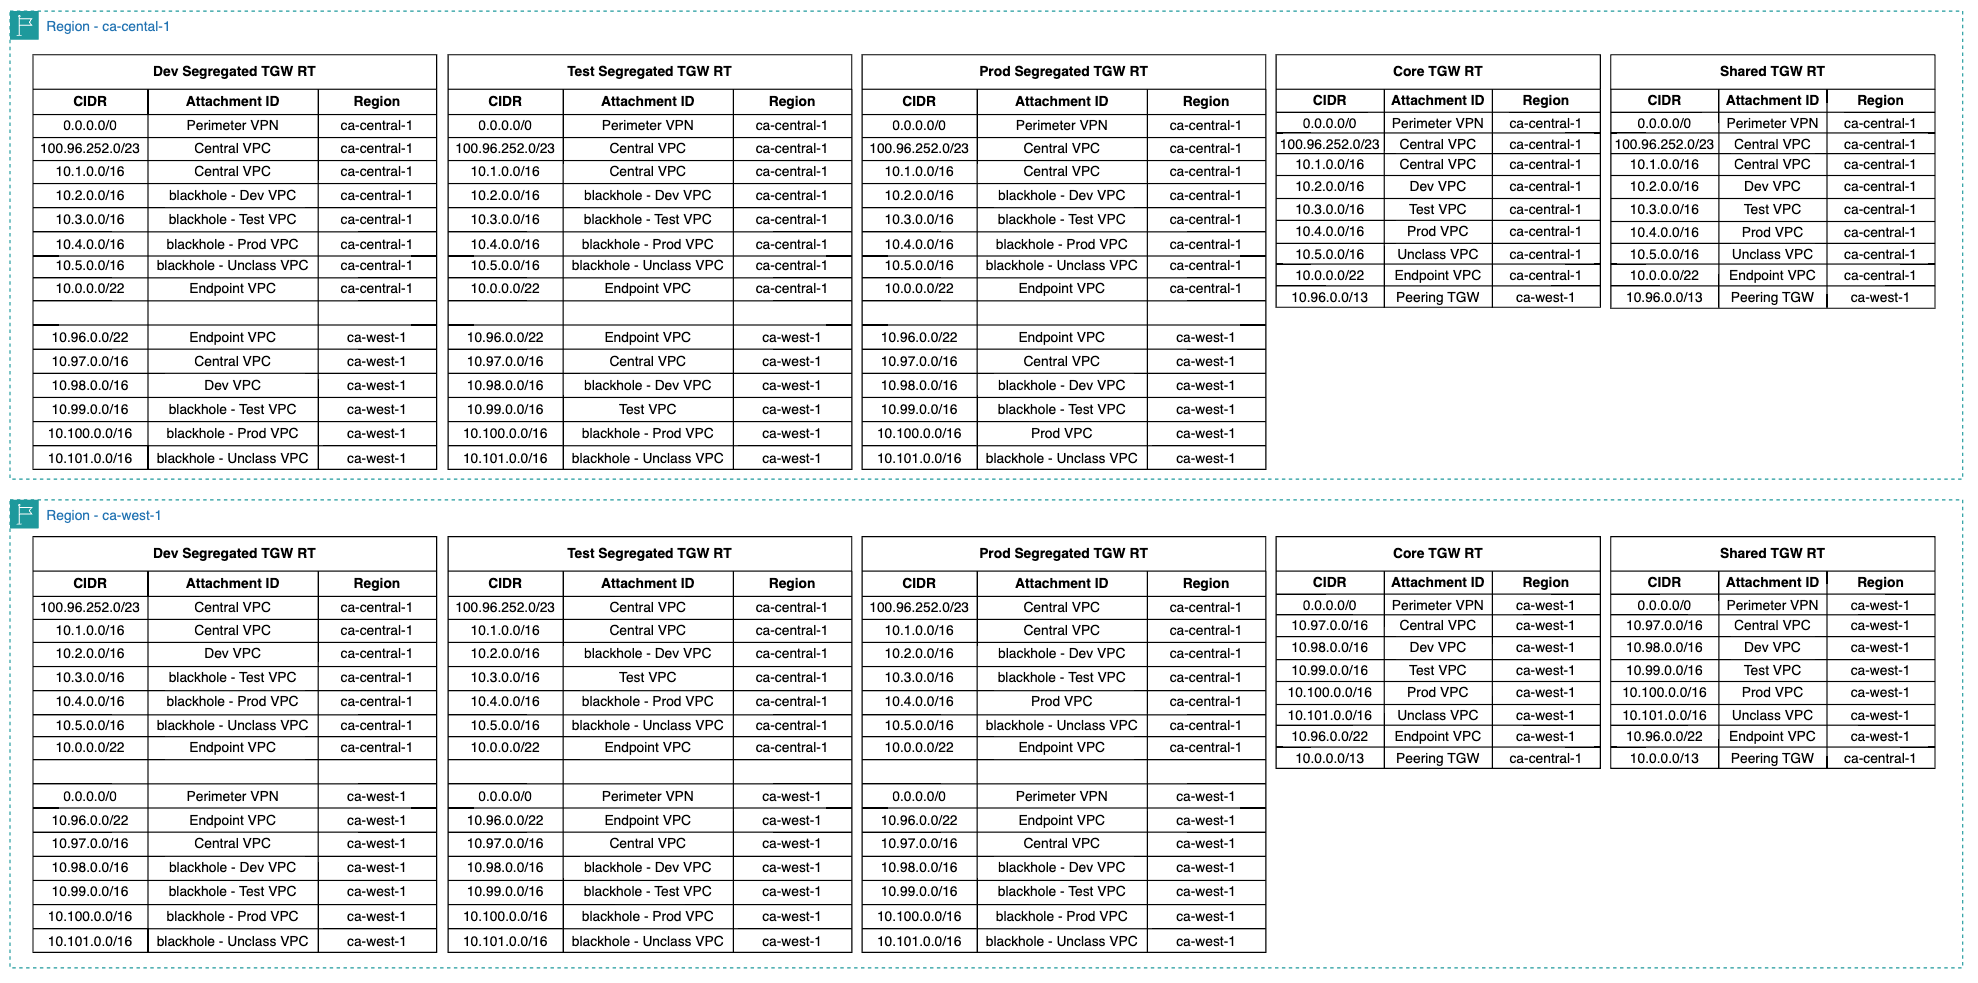 Region - ca-cental-1
Dev Segregated TGW RT
CIDR Attachment ID Region
0.0.0.0/0 Perimeter VPN ca-central-1
100.96.252.0/23 Central VPC ca-central-1
10.1.0.0/16 Central VPC ca-central-1
10.2.0.0/16 blackhole - Dev VPC ca-central-1
10.3.0.0/16 blackhole - Test VPC ca-central-1
10.4.0.0/16 blackhole - Prod VPC ca-central-1
10.5.0.0/16 blackhole - Unclass VPC ca-central-1
10.0.0.0/22 Endpoint VPC ca-central-1
10.96.0.0/22 Endpoint VPC ca-west-1
10.97.0.0/16 Central VPC ca-west-1
10.98.0.0/16 Dev VPC ca-west-1
10.99.0.0/16 blackhole - Test VPC ca-west-1
10.100.0.0/16 blackhole - Prod VPC ca-west-1
10.101.0.0/16 blackhole - Unclass VPC ca-west-1
Test Segregated TGW RT
CIDR Attachment ID Region
0.0.0.0/0 Perimeter VPN ca-central-1
100.96.252.0/23 Central VPC ca-central-1
10.1.0.0/16 Central VPC ca-central-1
10.2.0.0/16 blackhole - Dev VPC ca-central-1
10.3.0.0/16 blackhole - Test VPC ca-central-1
10.4.0.0/16 blackhole - Prod VPC ca-central-1
10.5.0.0/16 blackhole - Unclass VPC ca-central-1
10.0.0.0/22 Endpoint VPC ca-central-1
10.96.0.0/22 Endpoint VPC ca-west-1
10.97.0.0/16 Central VPC ca-west-1
10.98.0.0/16 blackhole - Dev VPC ca-west-1
10.99.0.0/16 Test VPC ca-west-1
10.100.0.0/16 blackhole - Prod VPC ca-west-1
10.101.0.0/16 blackhole - Unclass VPC ca-west-1
Prod Segregated TGW RT
CIDR Attachment ID Region
0.0.0.0/0 Perimeter VPN ca-central-1
100.96.252.0/23 Central VPC ca-central-1
10.1.0.0/16 Central VPC ca-central-1
10.2.0.0/16 blackhole - Dev VPC ca-central-1
10.3.0.0/16 blackhole - Test VPC ca-central-1
10.4.0.0/16 blackhole - Prod VPC ca-central-1
10.5.0.0/16 blackhole - Unclass VPC ca-central-1
10.0.0.0/22 Endpoint VPC ca-central-1
10.96.0.0/22 Endpoint VPC ca-west-1
10.97.0.0/16 Central VPC ca-west-1
10.98.0.0/16 blackhole - Dev VPC ca-west-1
10.99.0.0/16 blackhole - Test VPC ca-west-1
10.100.0.0/16 Prod VPC ca-west-1
10.101.0.0/16 blackhole - Unclass VPC ca-west-1
Core TGW RT
CIDR Attachment ID Region
0.0.0.0/0 Perimeter VPN ca-central-1
100.96.252.0/23 Central VPC ca-central-1
10.1.0.0/16 Central VPC ca-central-1
10.2.0.0/16 Dev VPC ca-central-1
10.3.0.0/16 Test VPC ca-central-1
10.4.0.0/16 Prod VPC ca-central-1
10.5.0.0/16 Unclass VPC ca-central-1
10.0.0.0/22 Endpoint VPC ca-central-1
10.96.0.0/13 Peering TGW ca-west-1
Shared TGW RT
CIDR Attachment ID Region
0.0.0.0/0 Perimeter VPN ca-central-1
100.96.252.0/23 Central VPC ca-central-1
10.1.0.0/16 Central VPC ca-central-1
10.2.0.0/16 Dev VPC ca-central-1
10.3.0.0/16 Test VPC ca-central-1
10.4.0.0/16 Prod VPC ca-central-1
10.5.0.0/16 Unclass VPC ca-central-1
10.0.0.0/22 Endpoint VPC ca-central-1
10.96.0.0/13 Peering TGW ca-west-1
Region - ca-west-1
Dev Segregated TGW RT
CIDR Attachment ID Region
100.96.252.0/23 Central VPC ca-central-1
10.1.0.0/16 Central VPC ca-central-1
10.2.0.0/16 Dev VPC ca-central-1
10.3.0.0/16 blackhole - Test VPC ca-central-1
10.4.0.0/16 blackhole - Prod VPC ca-central-1
10.5.0.0/16 blackhole - Unclass VPC ca-central-1
10.0.0.0/22 Endpoint VPC ca-central-1
0.0.0.0/0 Perimeter VPN ca-west-1
10.96.0.0/22 Endpoint VPC ca-west-1
10.97.0.0/16 Central VPC ca-west-1
10.98.0.0/16 blackhole - Dev VPC ca-west-1
10.99.0.0/16 blackhole - Test VPC ca-west-1
10.100.0.0/16 blackhole - Prod VPC ca-west-1
10.101.0.0/16 blackhole - Unclass VPC ca-west-1
Test Segregated TGW RT
CIDR Attachment ID Region
100.96.252.0/23 Central VPC ca-central-1
10.1.0.0/16 Central VPC ca-central-1
10.2.0.0/16 blackhole - Dev VPC ca-central-1
10.3.0.0/16 Test VPC ca-central-1
10.4.0.0/16 blackhole - Prod VPC ca-central-1
10.5.0.0/16 blackhole - Unclass VPC ca-central-1
10.0.0.0/22 Endpoint VPC ca-central-1
0.0.0.0/0 Perimeter VPN ca-west-1
10.96.0.0/22 Endpoint VPC ca-west-1
10.97.0.0/16 Central VPC ca-west-1
10.98.0.0/16 blackhole - Dev VPC ca-west-1
10.99.0.0/16 blackhole - Test VPC ca-west-1
10.100.0.0/16 blackhole - Prod VPC ca-west-1
10.101.0.0/16 blackhole - Unclass VPC ca-west-1
Prod Segregated TGW RT
CIDR Attachment ID Region
100.96.252.0/23 Central VPC ca-central-1
10.1.0.0/16 Central VPC ca-central-1
10.2.0.0/16 blackhole - Dev VPC ca-central-1
10.3.0.0/16 blackhole - Test VPC ca-central-1
10.4.0.0/16 Prod VPC ca-central-1
10.5.0.0/16 blackhole - Unclass VPC ca-central-1
10.0.0.0/22 Endpoint VPC ca-central-1
0.0.0.0/0 Perimeter VPN ca-west-1
10.96.0.0/22 Endpoint VPC ca-west-1
10.97.0.0/16 Central VPC ca-west-1
10.98.0.0/16 blackhole - Dev VPC ca-west-1
10.99.0.0/16 blackhole - Test VPC ca-west-1
10.100.0.0/16 blackhole - Prod VPC ca-west-1
10.101.0.0/16 blackhole - Unclass VPC ca-west-1
Core TGW RT
CIDR Attachment ID Region
0.0.0.0/0 Perimeter VPN ca-west-1
10.97.0.0/16 Central VPC ca-west-1
10.98.0.0/16 Dev VPC ca-west-1
10.99.0.0/16 Test VPC ca-west-1
10.100.0.0/16 Prod VPC ca-west-1
10.101.0.0/16 Unclass VPC ca-west-1
10.96.0.0/22 Endpoint VPC ca-west-1
10.0.0.0/13 Peering TGW ca-central-1
Shared TGW RT
CIDR Attachment ID Region
0.0.0.0/0 Perimeter VPN ca-west-1
10.97.0.0/16 Central VPC ca-west-1
10.98.0.0/16 Dev VPC ca-west-1
10.99.0.0/16 Test VPC ca-west-1
10.100.0.0/16 Prod VPC ca-west-1
10.101.0.0/16 Unclass VPC ca-west-1
10.96.0.0/22 Endpoint VPC ca-west-1
10.0.0.0/13 Peering TGW ca-central-1